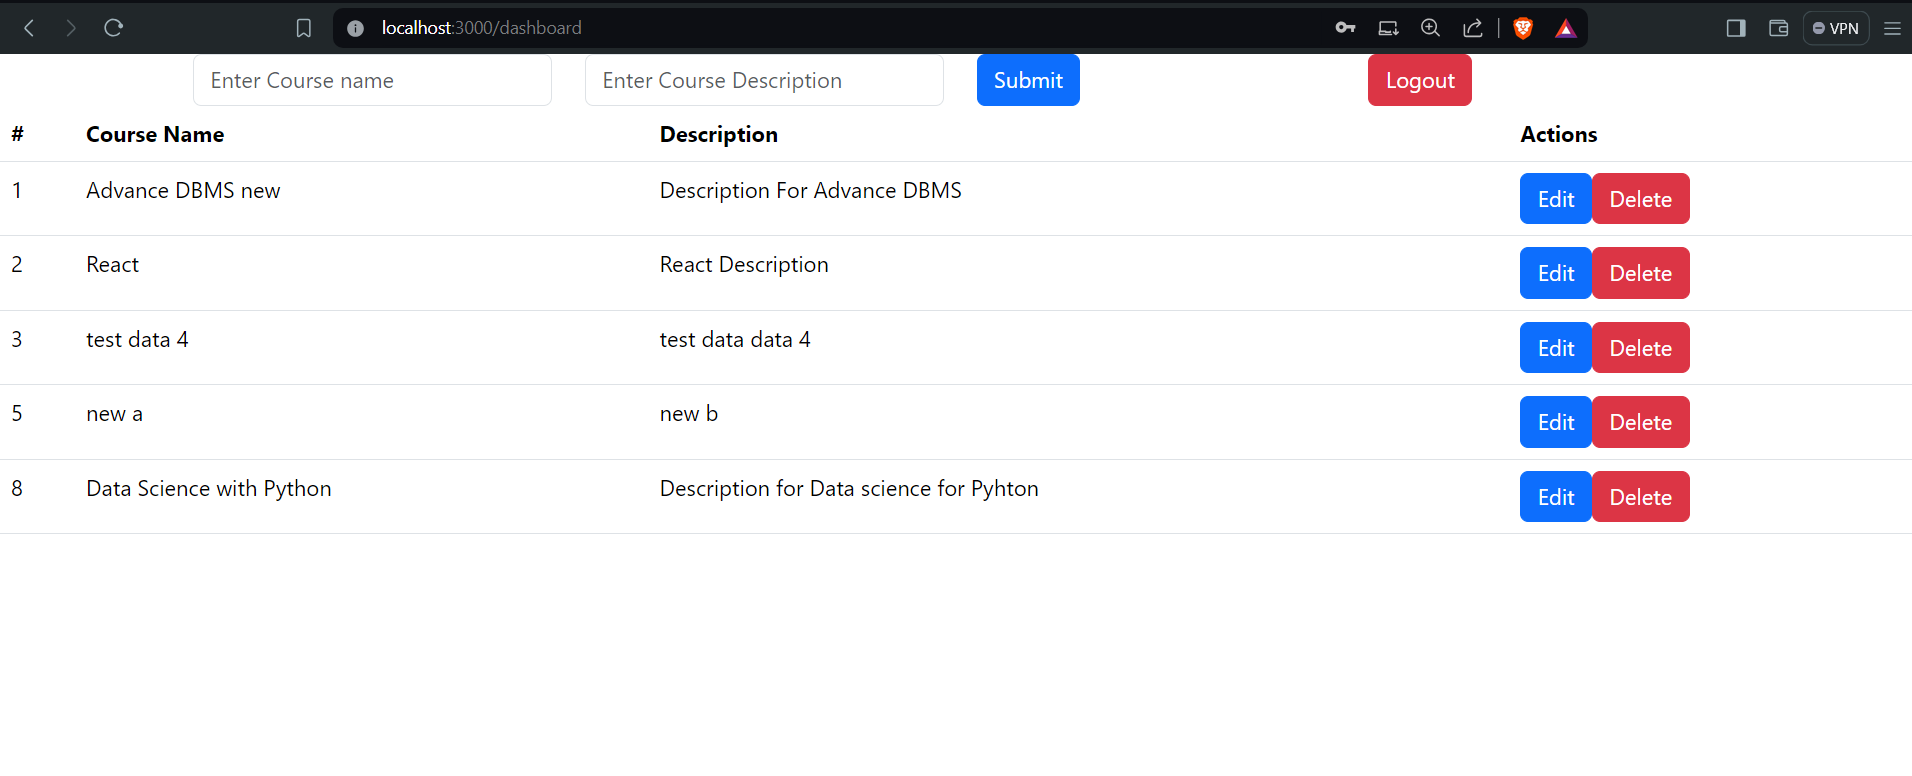 localhost:3000/dashboard VPN
Enter Course name Enter Course Description Submit Logout
# Course Name Description Actions
1 Advance DBMS new Description For Advance DBMS Edit Delete
2 React React Description Edit Delete
3 test data 4 test data data 4 Edit Delete
5 new a new b Edit Delete
8 Data Science with Python Description for Data science for Pyhton Edit Delete